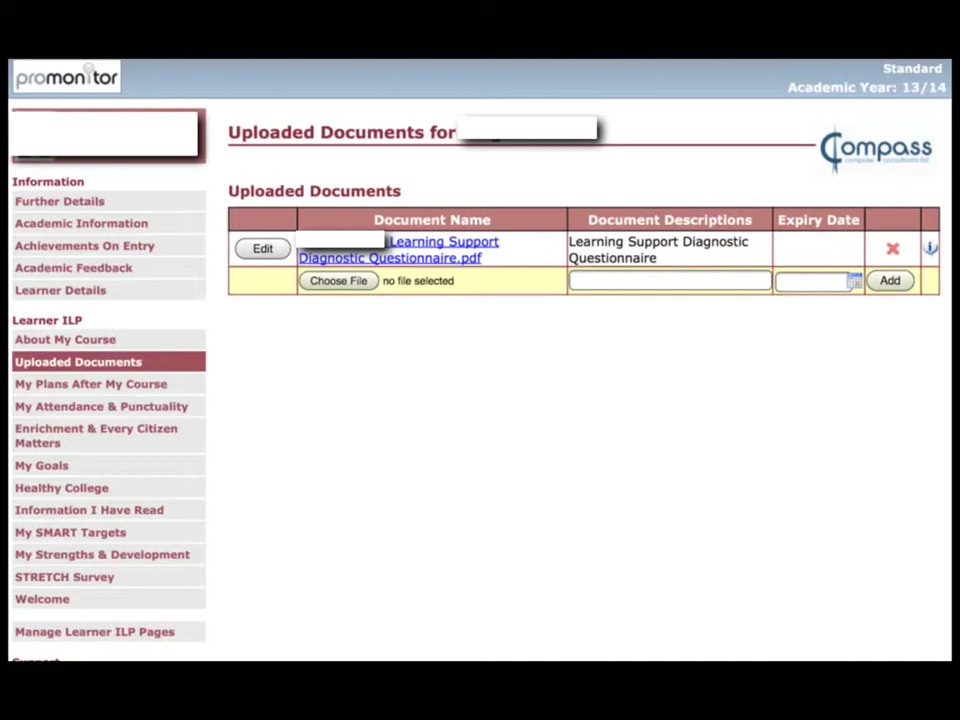 promonitor
Standard
Academic Year: 13/14
Uploaded Documents for
Compass
computer consultants ltd
Information
Further Details
Academic Information
Achievements On Entry
Academic Feedback
Learner Details
Learner ILP
About My Course
Uploaded Documents
My Plans After My Course
My Attendance & Punctuality
Enrichment & Every Citizen
Matters
My Goals
Healthy College
Information I Have Read
My SMART Targets
My Strengths & Development
STRETCH Survey
Welcome
Manage Learner ILP Pages
Uploaded Documents
Document Name Document Descriptions Expiry Date
Edit Learning Support Learning Support Diagnostic
Diagnostic Questionnaire.pdf Questionnaire
Choose File no file selected Add